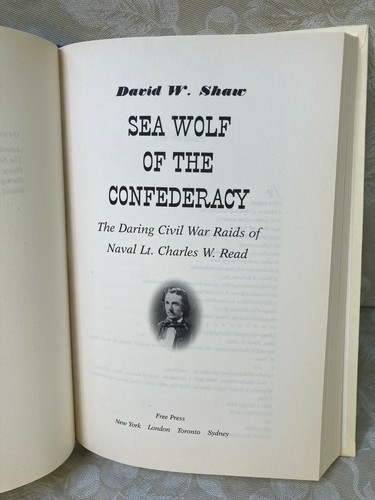 David W. Shaw
SEA WOLF
OF THE
CONFEDERACY
The Daring Civil War Raids of
Naval Lt. Charles W. Read
Free Press
New York London Toronto Sydney